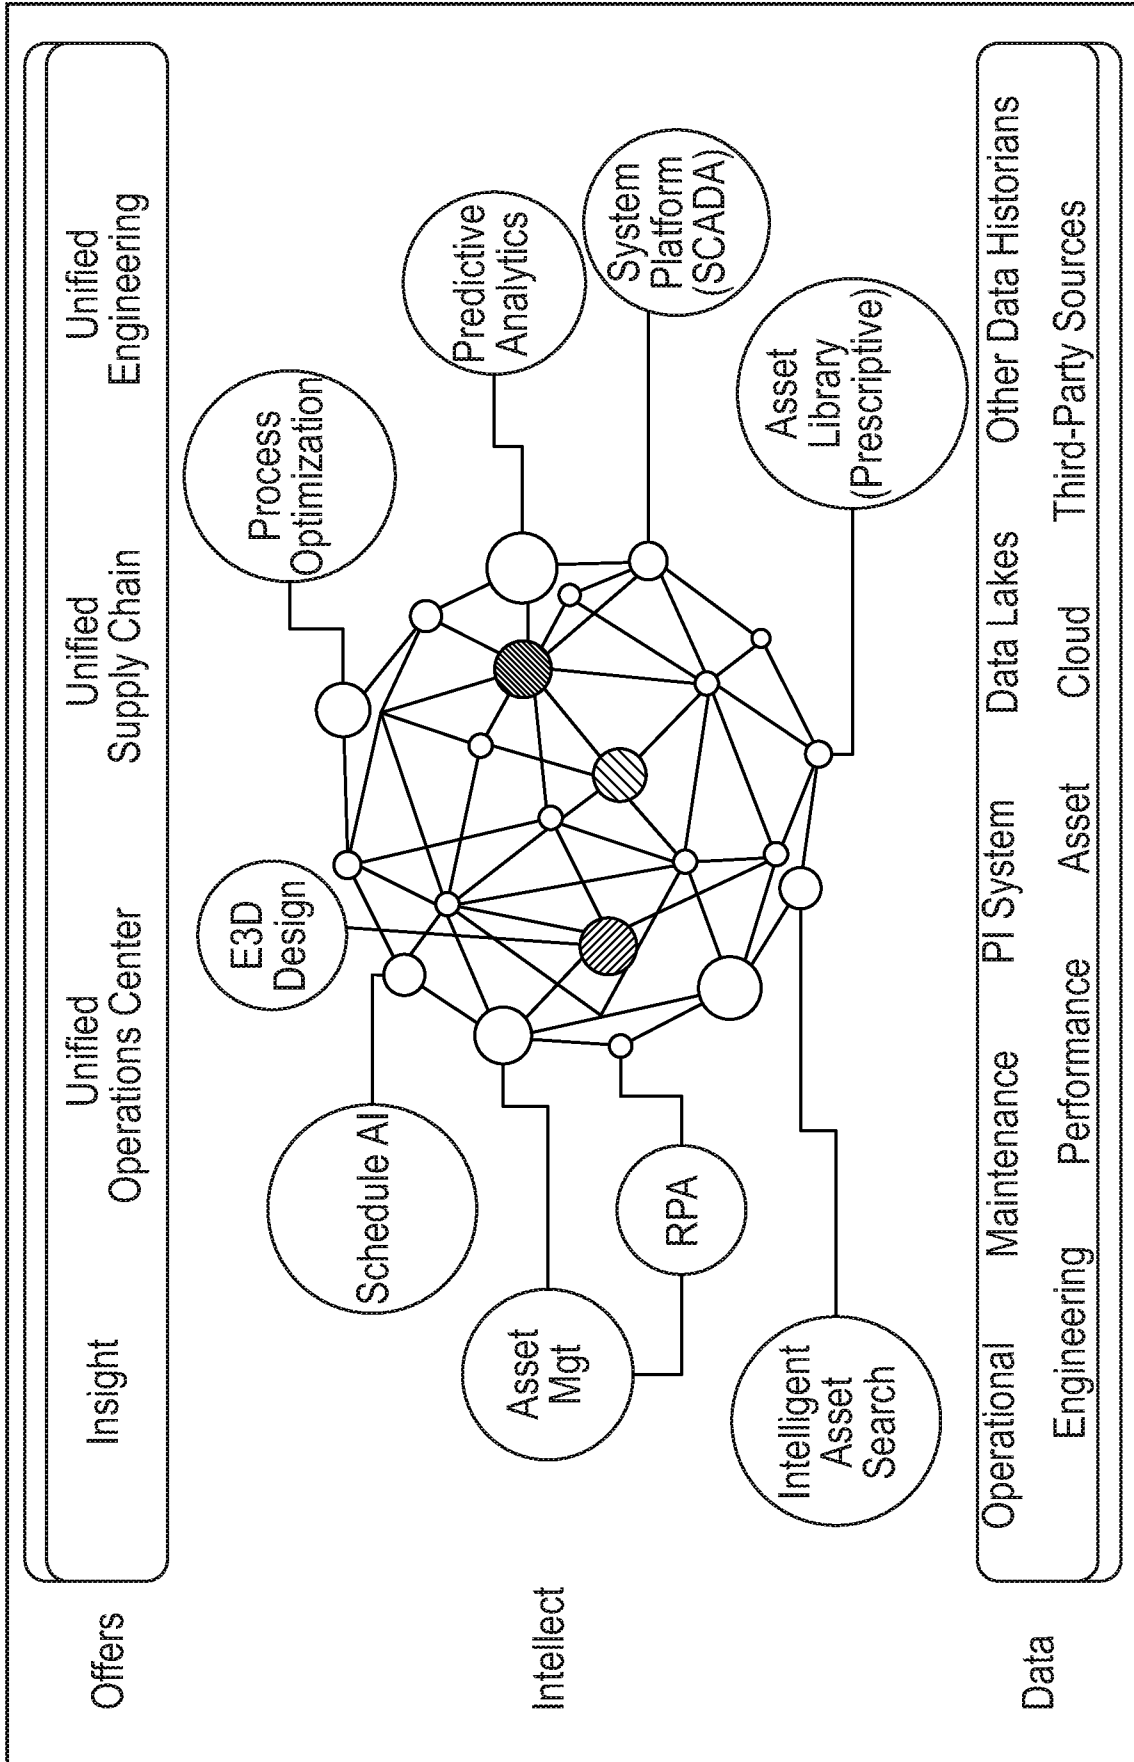 Offers
Insight
Unified
Operations Center
Unified
Supply Chain
Unified
Engineering
Intellect
Schedule AI
E3D
Design
Process
Optimization
Predictive
Analytics
System
Platform
(SCADA)
Asset
Library
(Prescriptive)
Asset
Mgt
RPA
Intelligent
Asset
Search
Data
Operational Maintenance PI System Data Lakes Other Data Historians
Engineering Performance Asset Cloud Third-Party Sources